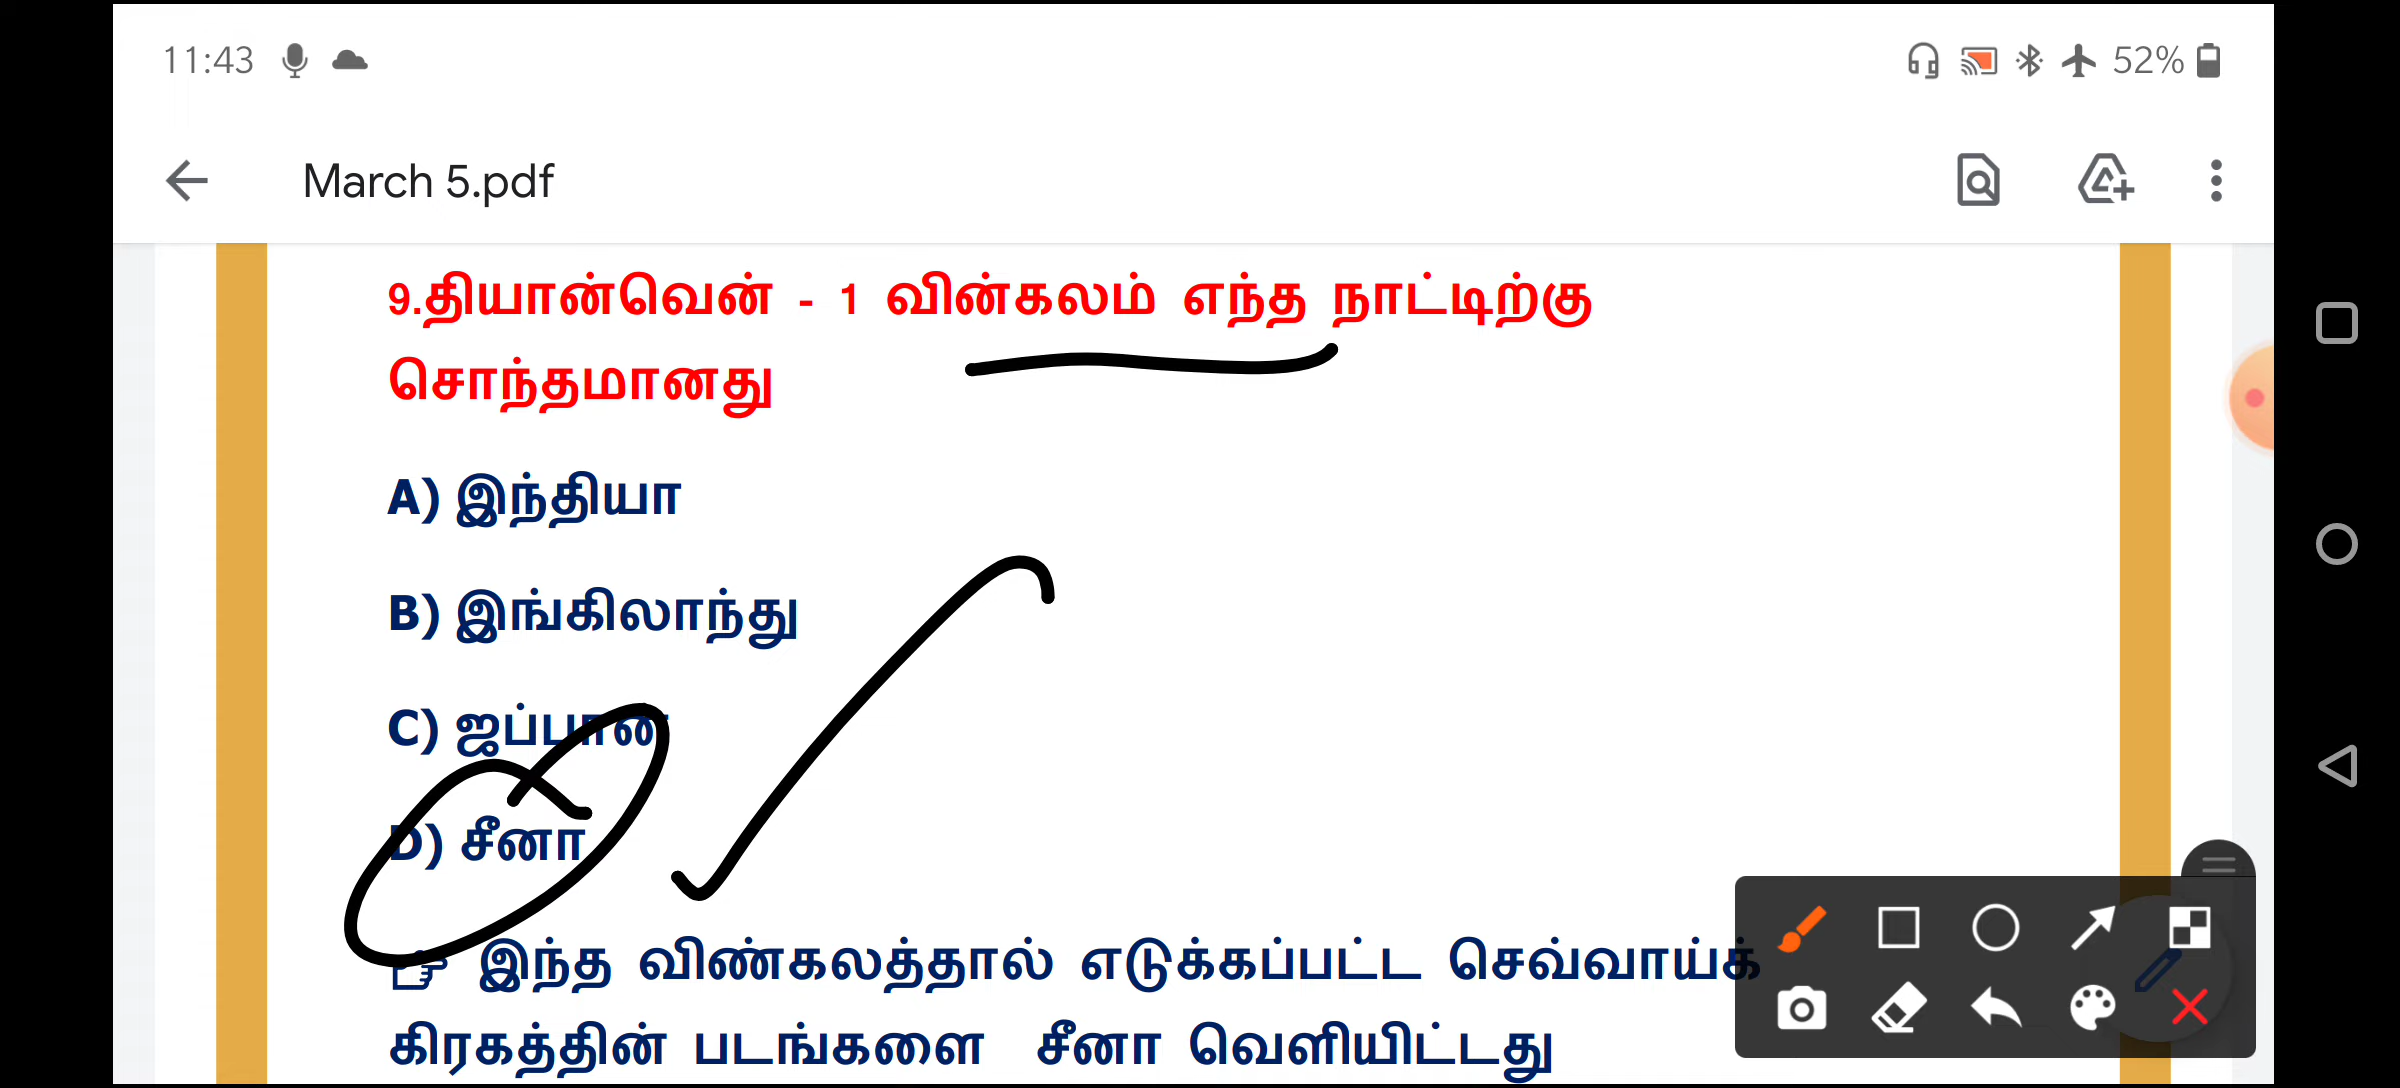 11:43 52%
March 5.pdf
9.தியான்வென் - 1 வின்கலம் எந்த நாட்டிற்கு
சொந்தமானது
A) இந்தியா
B) இங்கிலாந்து
C) ஜப்பான்
D) சீனா
☞ இந்த விண்கலத்தால் எடுக்கப்பட்ட செவ்வாய்க்
கிரகத்தின் படங்களை சீனா வெளியிட்டது